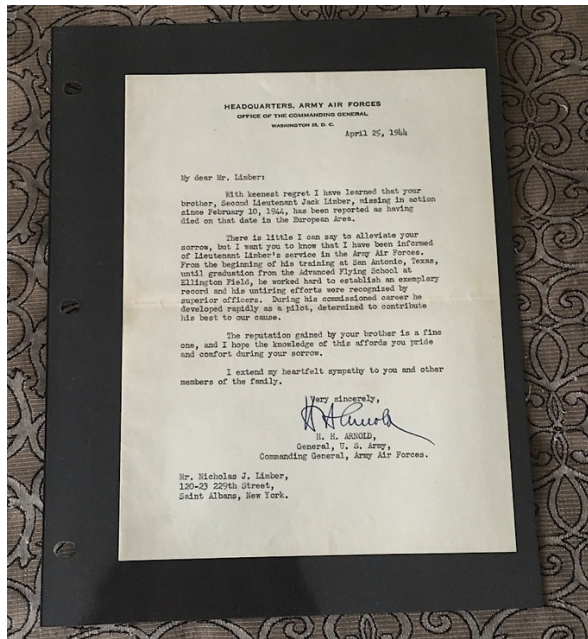 HEADQUARTERS, ARMY AIR FORCES
OFFICE OF THE COMMANDING GENERAL
WASHINGTON 25, D. C.
April 25, 1944
My dear Mr. Limber:
With keenest regret I have learned that your
brother, Second Lieutenant Jack Limber, missing in action
since February 10, 1944, has been reported as having
died on that date in the European Area.
There is little I can say to alleviate your
sorrow, but I want you to know that I have been informed
of Lieutenant Limber's service in the Army Air Forces.
From the beginning of his training at San Antonio, Texas,
until graduation from the Advanced Flying School at
Ellington Field, he worked hard to establish an exemplary
record and his untiring efforts were recognized by
superior officers. During his commissioned career he
developed rapidly as a pilot, determined to contribute
his best to our cause.
The reputation gained by your brother is a fine
one, and I hope the knowledge of this affords you pride
and comfort during your sorrow.
I extend my heartfelt sympathy to you and other
members of the family.
Very sincerely,
H H Arnold
H. H. ARNOLD,
General, U. S. Army,
Commanding General, Army Air Forces.
Mr. Nicholas J. Limber,
120-23 229th Street,
Saint Albans, New York.